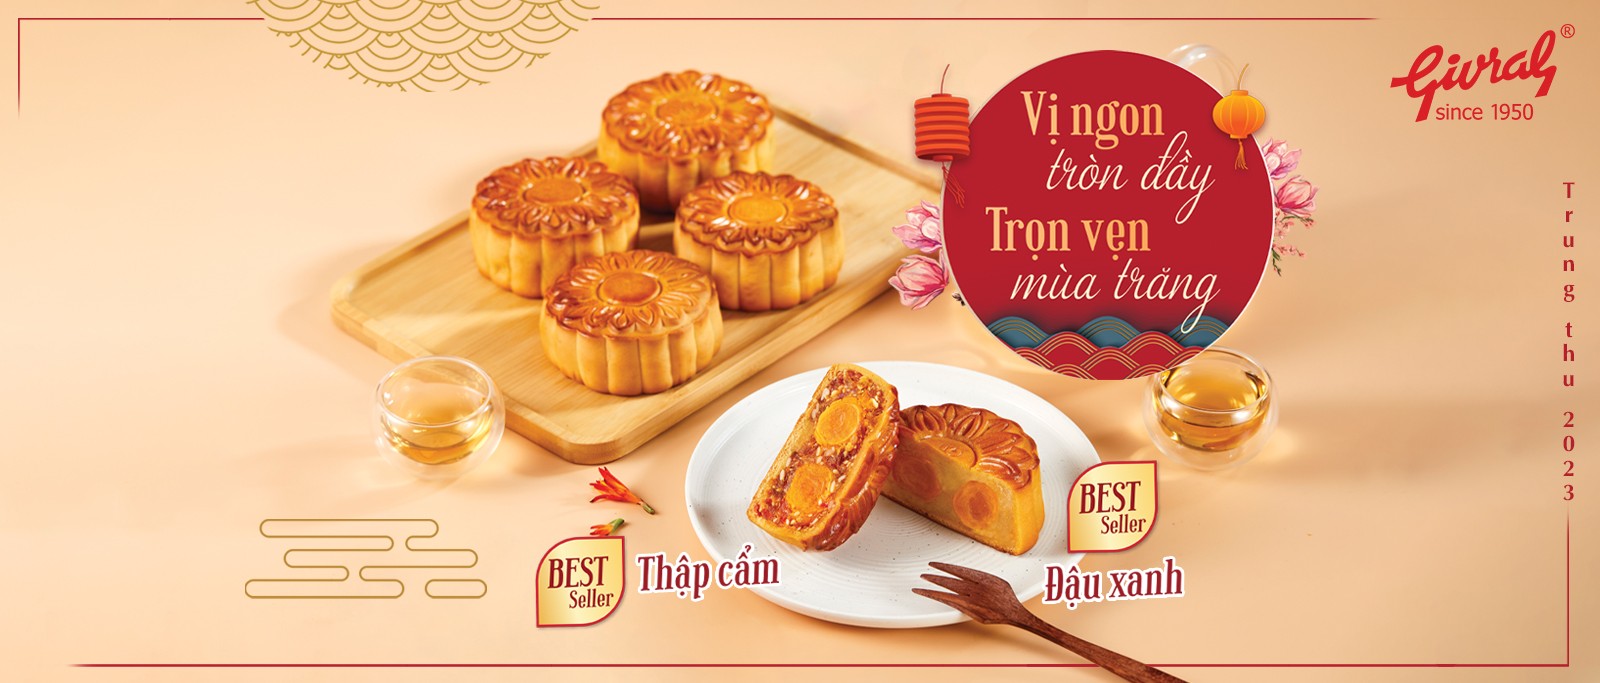 Givral®
since 1950
Vị ngon
tròn đầy
Trọn vẹn
mùa trăng
Trung thu 2023
BEST
Seller
Thập cẩm
BEST
Seller
Đậu xanh